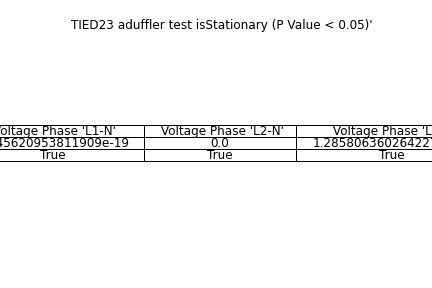 TIED23 aduffler test isStationary (P Value < 0.05)'
oltage Phase 'L1-N' Voltage Phase 'L2-N' Voltage Phase 'L
45620953811909e-19 0.0 1.28580636026422
True True True